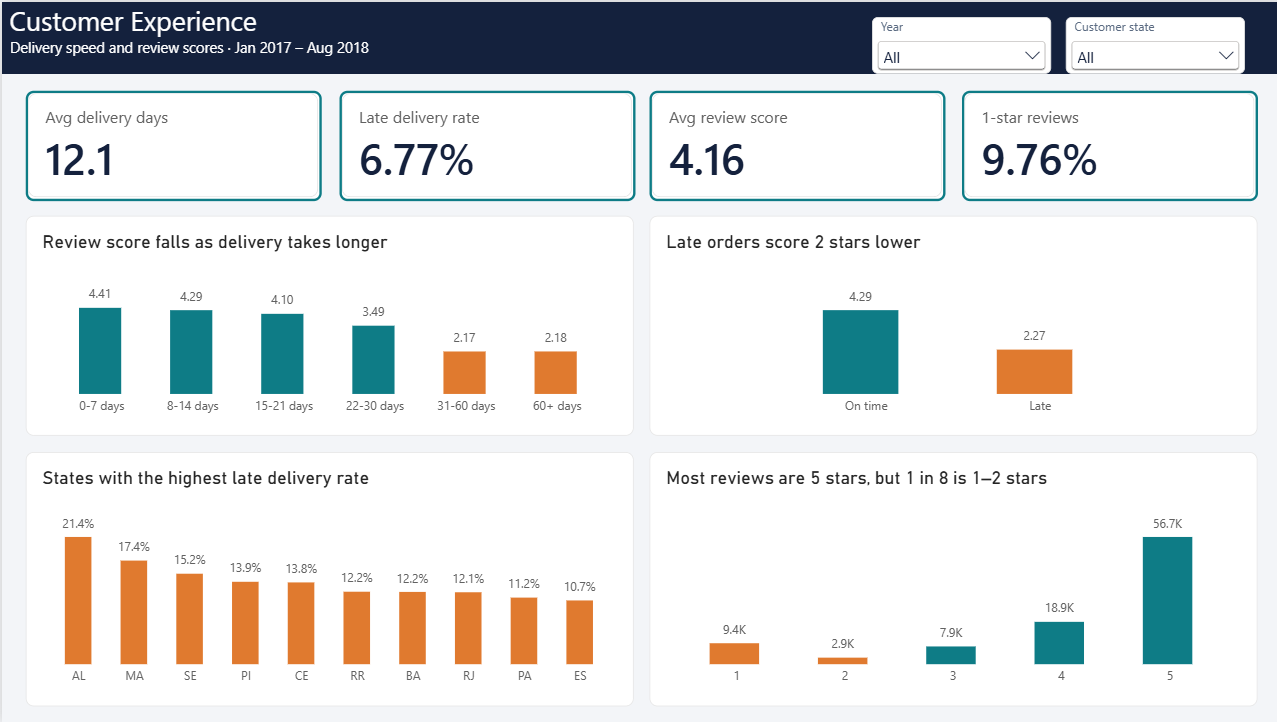 Customer Experience
Delivery speed and review scores · Jan 2017 – Aug 2018
Year
All
Customer state
All
Avg delivery days
12.1
Late delivery rate
6.77%
Avg review score
4.16
1-star reviews
9.76%
Review score falls as delivery takes longer
4.41 4.29 4.10 3.49 2.17 2.18
0-7 days 8-14 days 15-21 days 22-30 days 31-60 days 60+ days
Late orders score 2 stars lower
4.29 2.27
On time Late
States with the highest late delivery rate
21.4% 17.4% 15.2% 13.9% 13.8% 12.2% 12.2% 12.1% 11.2% 10.7%
AL MA SE PI CE RR BA RJ PA ES
Most reviews are 5 stars, but 1 in 8 is 1–2 stars
9.4K 2.9K 7.9K 18.9K 56.7K
1 2 3 4 5